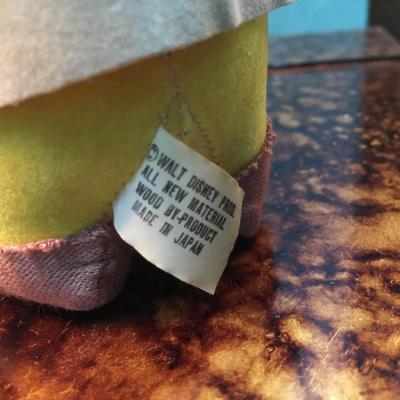 © WALT DISNEY PROD.
ALL NEW MATERIAL
WOOD BY-PRODUCT
MADE IN JAPAN